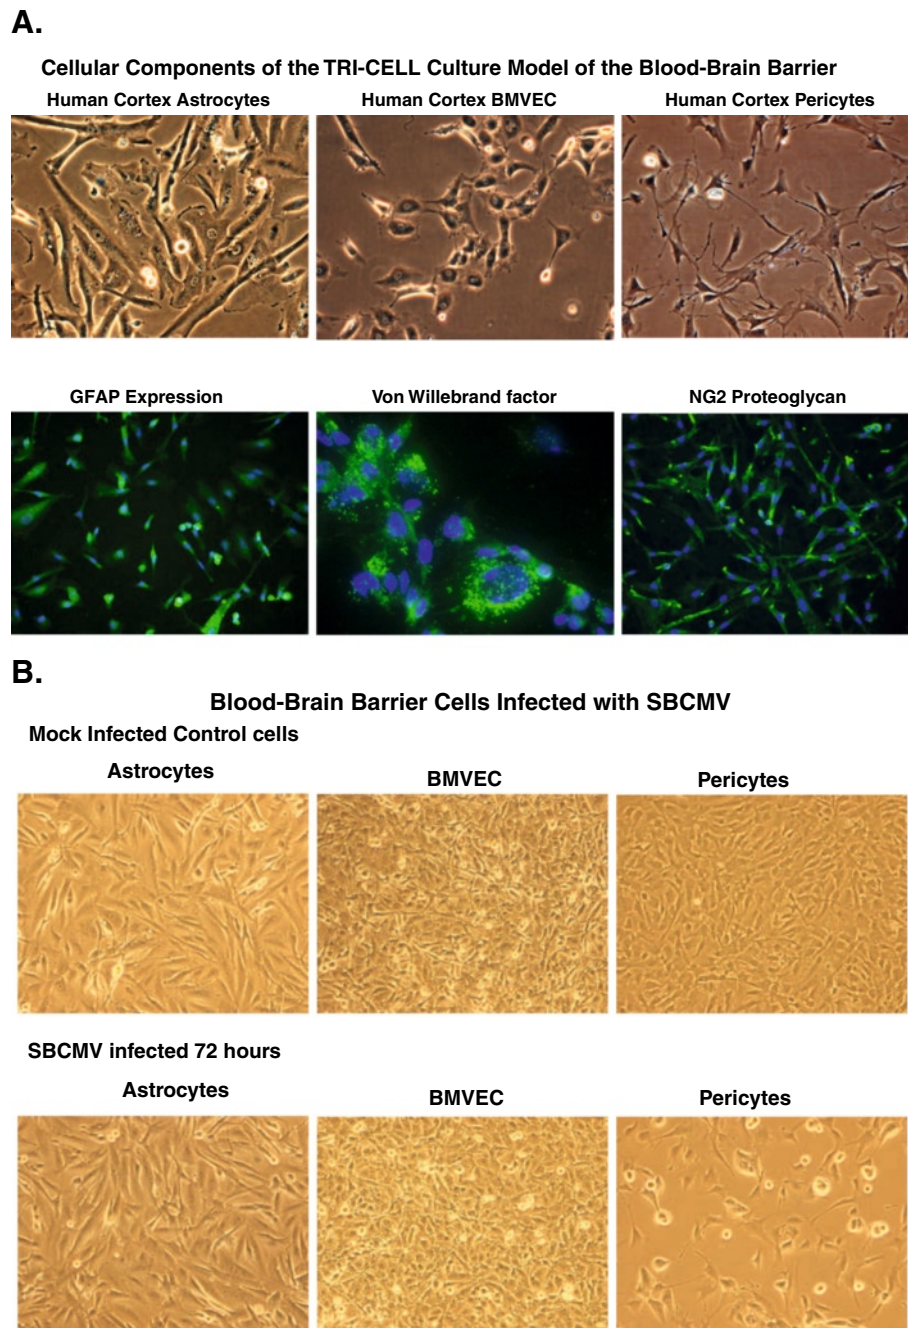 A.
Cellular Components of the TRI-CELL Culture Model of the Blood-Brain Barrier
Human Cortex Astrocytes
Human Cortex BMVEC
Human Cortex Pericytes
GFAP Expression
Von Willebrand factor
NG2 Proteoglycan
B.
Blood-Brain Barrier Cells Infected with SBCMV
Mock Infected Control cells
Astrocytes
BMVEC
Pericytes
SBCMV infected 72 hours
Astrocytes
BMVEC
Pericytes